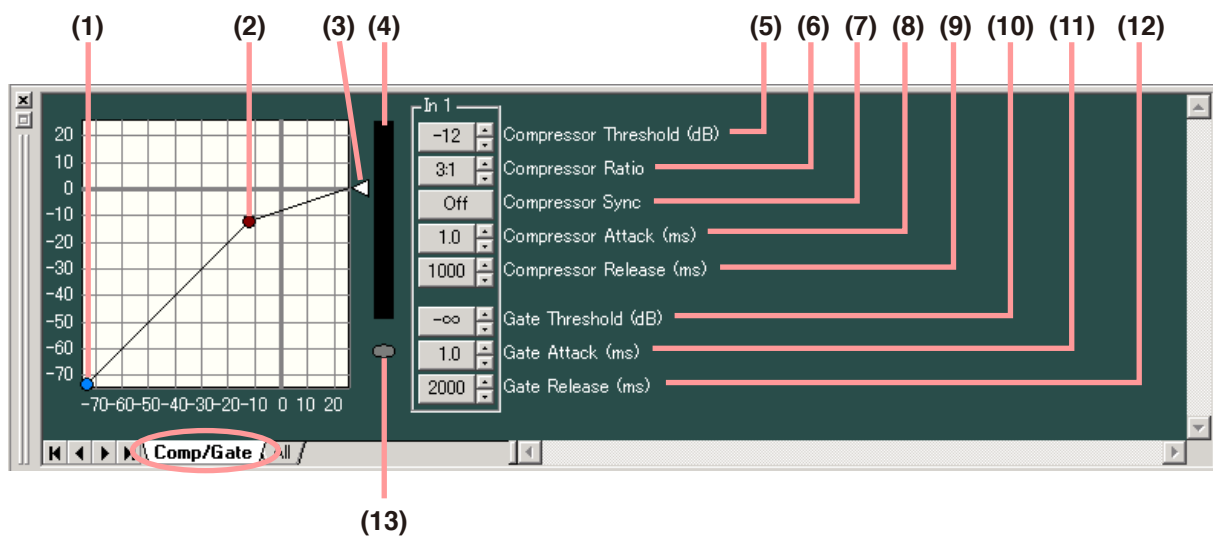 (1) (2) (3) (4) (5) (6) (7) (8) (9) (10) (11) (12)
In 1
20
10
0
-10
-20
-30
-40
-50
-60
-70
-70-60-50-40-30-20-10 0 10 20
-12 Compressor Threshold (dB)
3:1 Compressor Ratio
Off Compressor Sync
1.0 Compressor Attack (ms)
1000 Compressor Release (ms)
-∞ Gate Threshold (dB)
1.0 Gate Attack (ms)
2000 Gate Release (ms)
Comp/Gate All
(13)